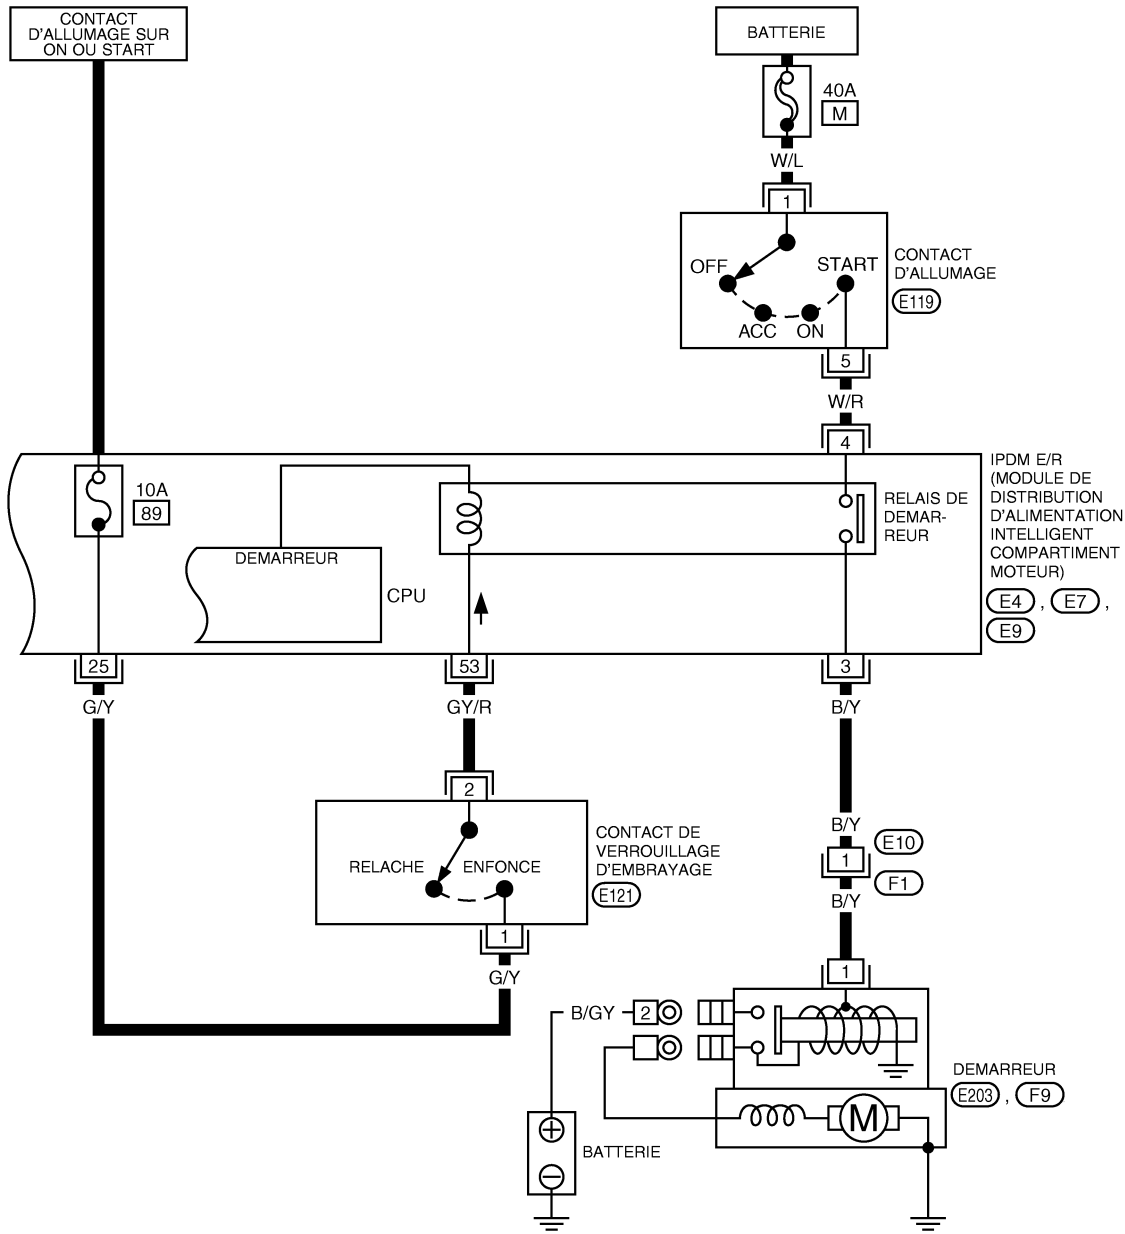 CONTACT
D'ALLUMAGE SUR
ON OU START
BATTERIE
40A
M
W/L
1
OFF
START
ACC
ON
CONTACT
D'ALLUMAGE
E119
5
W/R
4
10A
89
DEMARREUR
CPU
RELAIS DE
DEMAR-
REUR
IPDM E/R
(MODULE DE
DISTRIBUTION
D'ALIMENTATION
INTELLIGENT
COMPARTIMENT
MOTEUR)
E4 , E7 ,
E9
25
53
3
G/Y
GY/R
B/Y
2
RELACHE
ENFONCE
CONTACT DE
VERROUILLAGE
D'EMBRAYAGE
E121
1
G/Y
B/Y
1
E10
F1
B/Y
1
B/GY
2
M
DEMARREUR
E203 , F9
+
BATTERIE
−